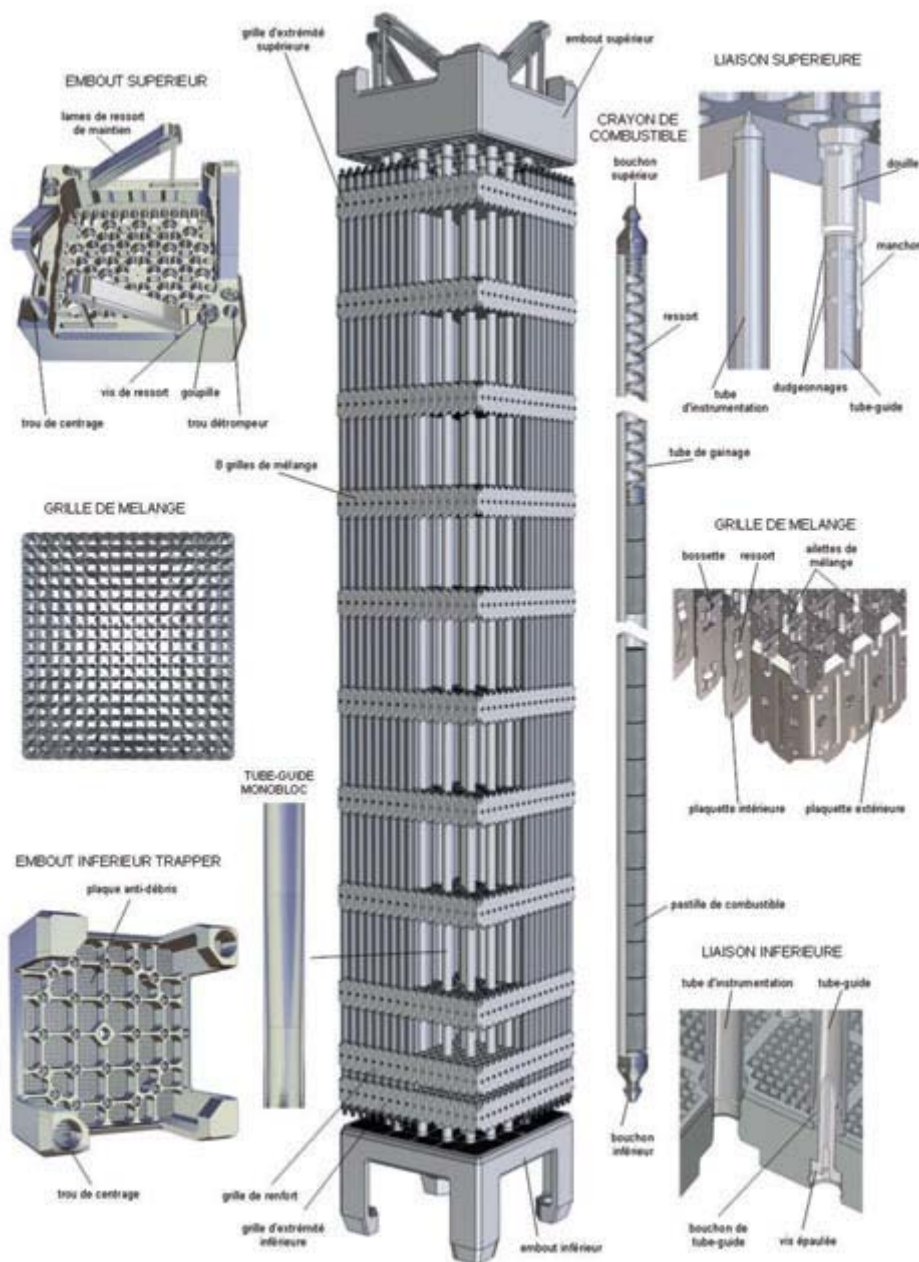 grille d'extrémité
supérieure
embout supérieur
EMBOUT SUPERIEUR
lames de ressort
de maintien
vis de ressort
goupille
trou de centrage
trou détrompeur
CRAYON DE
COMBUSTIBLE
bouchon
supérieur
ressort
tube de gainage
LIAISON SUPERIEURE
douille
manchon
tube
d'instrumentation
dudgeonnages
tube-guide
8 grilles de mélange
GRILLE DE MELANGE
GRILLE DE MELANGE
bossette
ressort
ailettes de
mélange
plaquette intérieure
plaquette extérieure
TUBE-GUIDE
MONOBLOC
EMBOUT INFERIEUR TRAPPER
plaque anti-débris
trou de centrage
pastille de combustible
LIAISON INFERIEURE
tube d'instrumentation
tube-guide
bouchon
inférieur
grille de renfort
grille d'extrémité
inférieure
embout inférieur
bouchon de
tube-guide
vis épaulée